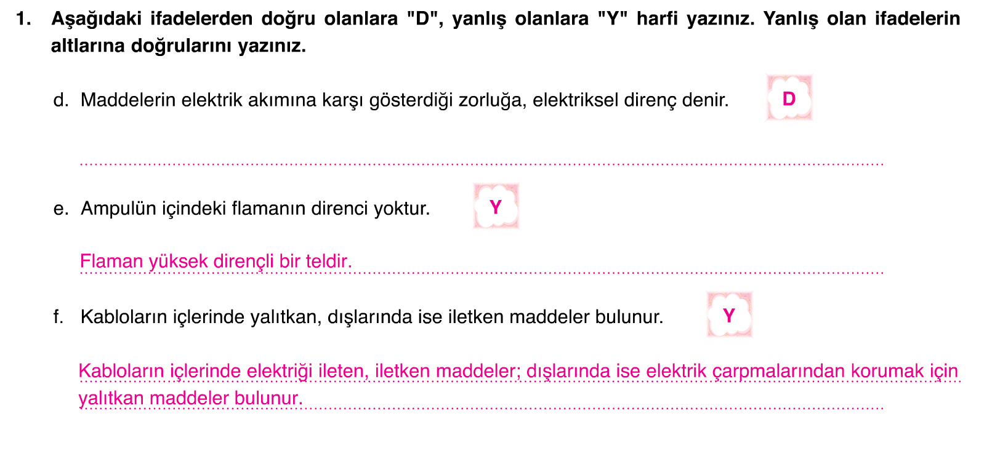 1. Aşağıdaki ifadelerden doğru olanlara "D", yanlış olanlara "Y" harfi yazınız. Yanlış olan ifadelerin
altlarına doğrularını yazınız.
d. Maddelerin elektrik akımına karşı gösterdiği zorluğa, elektriksel direnç denir. D
e. Ampulün içindeki flamanın direnci yoktur. Y
Flaman yüksek dirençli bir teldir.
f. Kabloların içlerinde yalıtkan, dışlarında ise iletken maddeler bulunur. Y
Kabloların içlerinde elektriği ileten, iletken maddeler; dışlarında ise elektrik çarpmalarından korumak için
yalıtkan maddeler bulunur.